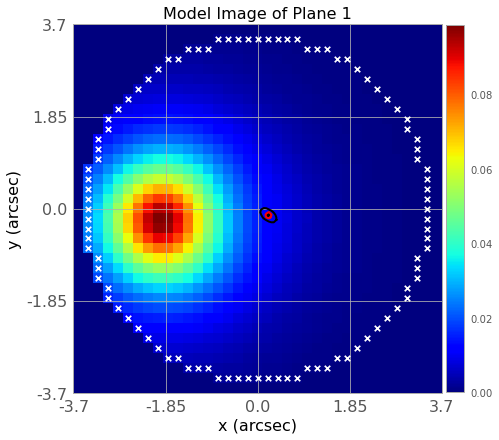 Model Image of Plane 1
3.7
1.85
0.0
-1.85
-3.7
y (arcsec)
-3.7 -1.85 0.0 1.85 3.7
x (arcsec)
0.08
0.06
0.04
0.02
0.00